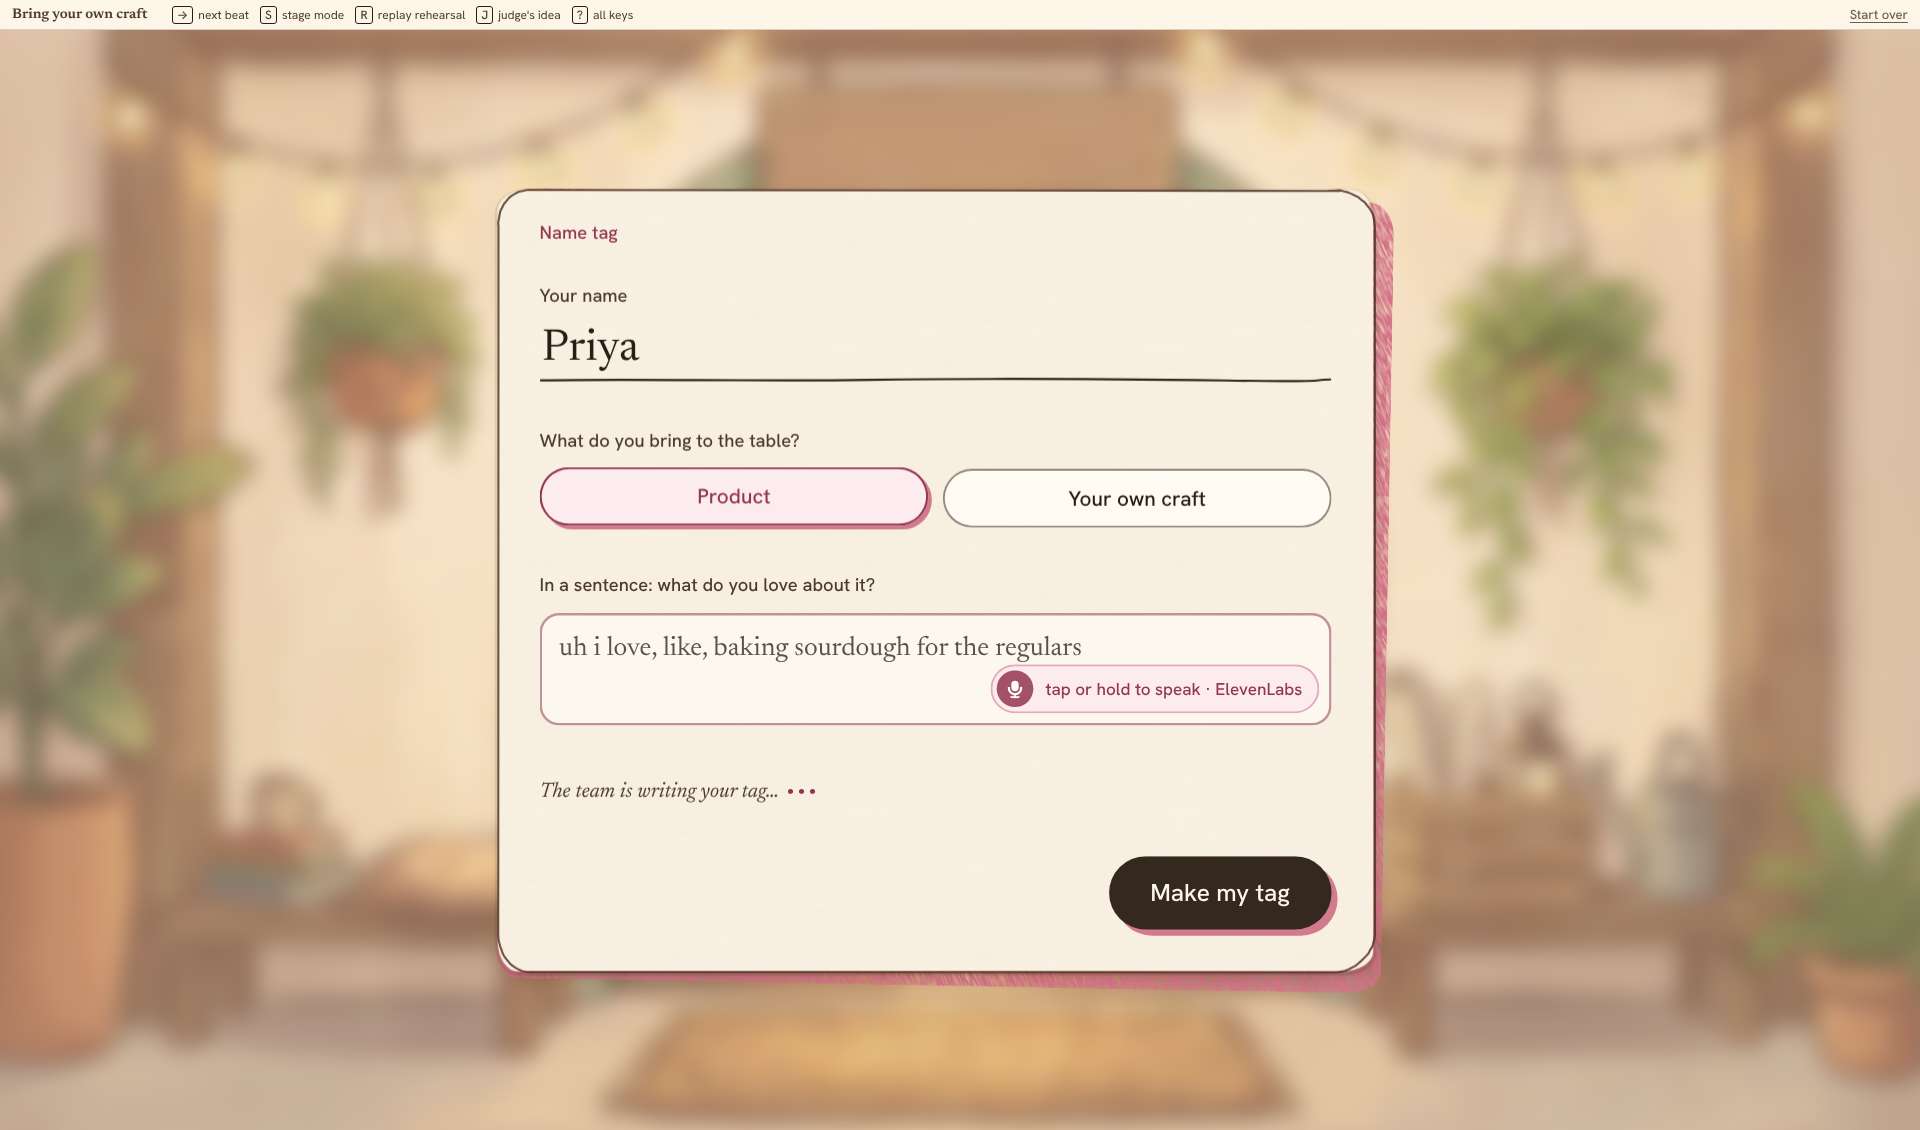 Bring your own craft → next beat S stage mode R replay rehearsal J judge's idea ? all keys Start over
Name tag
Your name
Priya
What do you bring to the table?
Product Your own craft
In a sentence: what do you love about it?
uh i love, like, baking sourdough for the regulars
tap or hold to speak · ElevenLabs
The team is writing your tag...
Make my tag